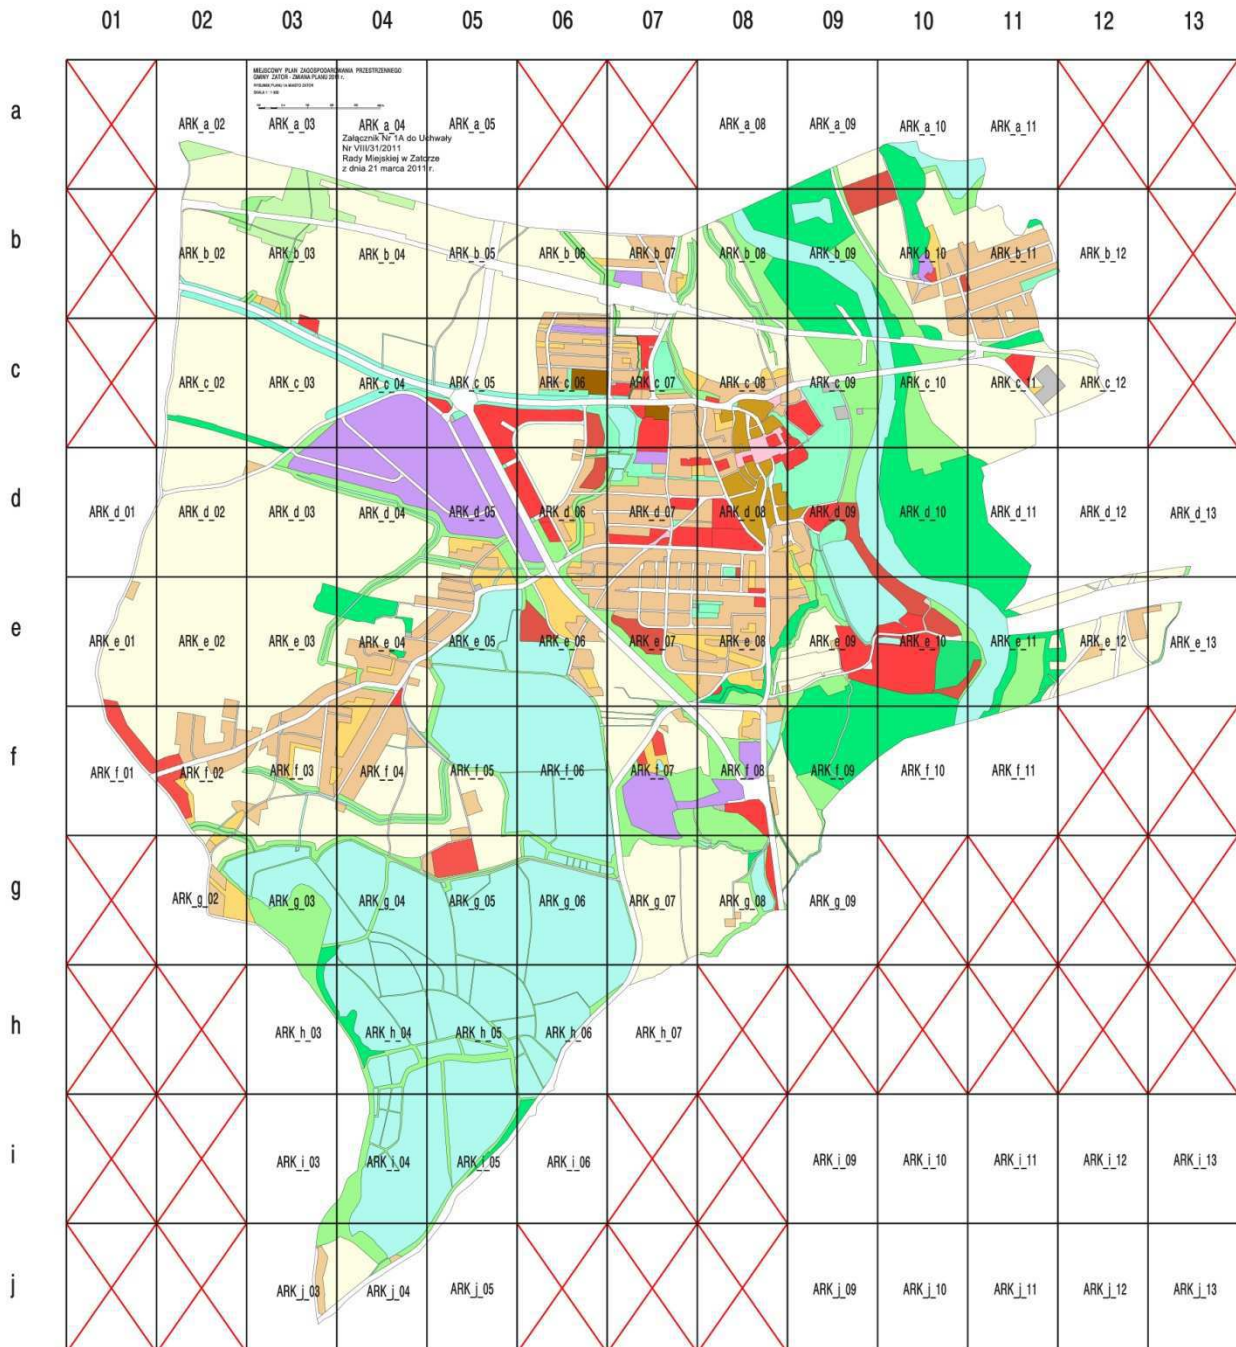 01 02 03 04 05 06 07 08 09 10 11 12 13
MIEJSCOWY PLAN ZAGOSPODAROWANIA PRZESTRZENNEGO
GMINY ZATOR - ZMIANA PLANU 2011 r.
a
ARK_a_02 ARK_a_03 ARK_a_04 ARK_a_05 ARK_a_08 ARK_a_09 ARK_a_10 ARK_a_11
Załącznik Nr 1A do Uchwały
Nr VIII/31/2011
Rady Miejskiej w Zatorze
z dnia 21 marca 2011 r.
b
ARK_b_02 ARK_b_03 ARK_b_04 ARK_b_05 ARK_b_06 ARK_b_07 ARK_b_08 ARK_b_09 ARK_b_10 ARK_b_11 ARK_b_12
c
ARK_c_02 ARK_c_03 ARK_c_04 ARK_c_05 ARK_c_06 ARK_c_07 ARK_c_08 ARK_c_09 ARK_c_10 ARK_c_11 ARK_c_12
d
ARK_d_01 ARK_d_02 ARK_d_03 ARK_d_04 ARK_d_05 ARK_d_06 ARK_d_07 ARK_d_08 ARK_d_09 ARK_d_10 ARK_d_11 ARK_d_12 ARK_d_13
e
ARK_e_01 ARK_e_02 ARK_e_03 ARK_e_04 ARK_e_05 ARK_e_06 ARK_e_07 ARK_e_08 ARK_e_09 ARK_e_10 ARK_e_11 ARK_e_12 ARK_e_13
f
ARK_f_01 ARK_f_02 ARK_f_03 ARK_f_04 ARK_f_05 ARK_f_06 ARK_f_07 ARK_f_08 ARK_f_09 ARK_f_10 ARK_f_11
g
ARK_g_02 ARK_g_03 ARK_g_04 ARK_g_05 ARK_g_06 ARK_g_07 ARK_g_08 ARK_g_09
h
ARK_h_03 ARK_h_04 ARK_h_05 ARK_h_06 ARK_h_07
i
ARK_i_03 ARK_i_04 ARK_i_05 ARK_i_06 ARK_i_09 ARK_i_10 ARK_i_11 ARK_i_12 ARK_i_13
j
ARK_j_03 ARK_j_04 ARK_j_05 ARK_j_09 ARK_j_10 ARK_j_11 ARK_j_12 ARK_j_13